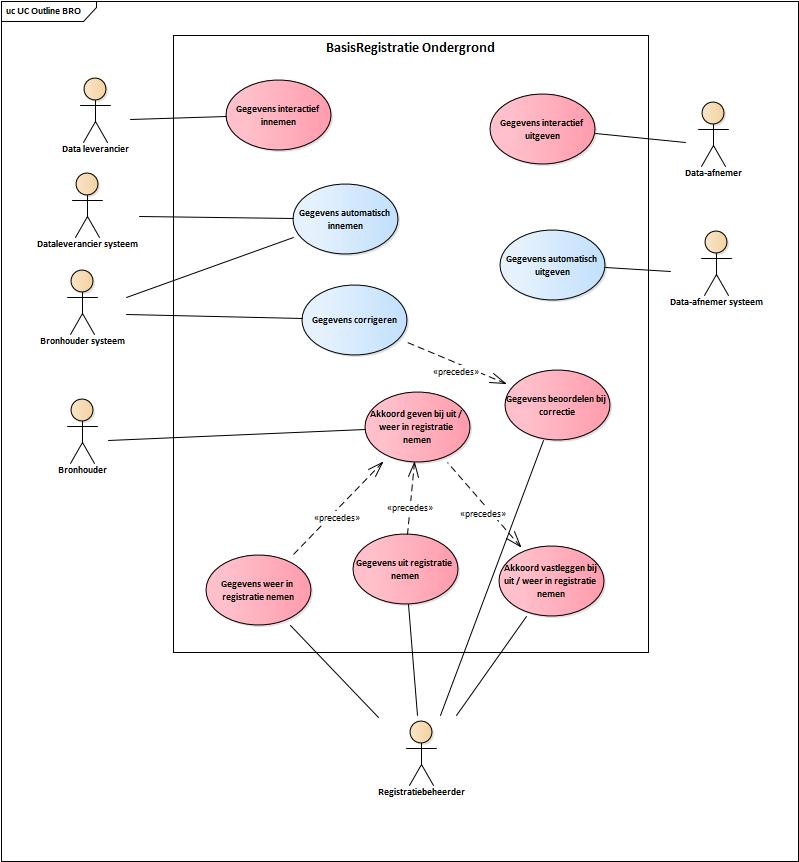 uc UC Outline BRO
BasisRegistratie Ondergrond
Gegevens interactief
innemen
Gegevens interactief
uitgeven
Data leverancier
Data-afnemer
Gegevens automatisch
innemen
Dataleverancier systeem
Gegevens automatisch
uitgeven
Data-afnemer systeem
Gegevens corrigeren
Bronhouder systeem
«precedes»
Gegevens beoordelen bij
correctie
Akkoord geven bij uit /
weer in registratie
nemen
Bronhouder
«precedes»
«precedes»
«precedes»
Gegevens weer in
registratie nemen
Gegevens uit registratie
nemen
Akkoord vastleggen bij
uit / weer in registratie
nemen
Registratiebeheerder